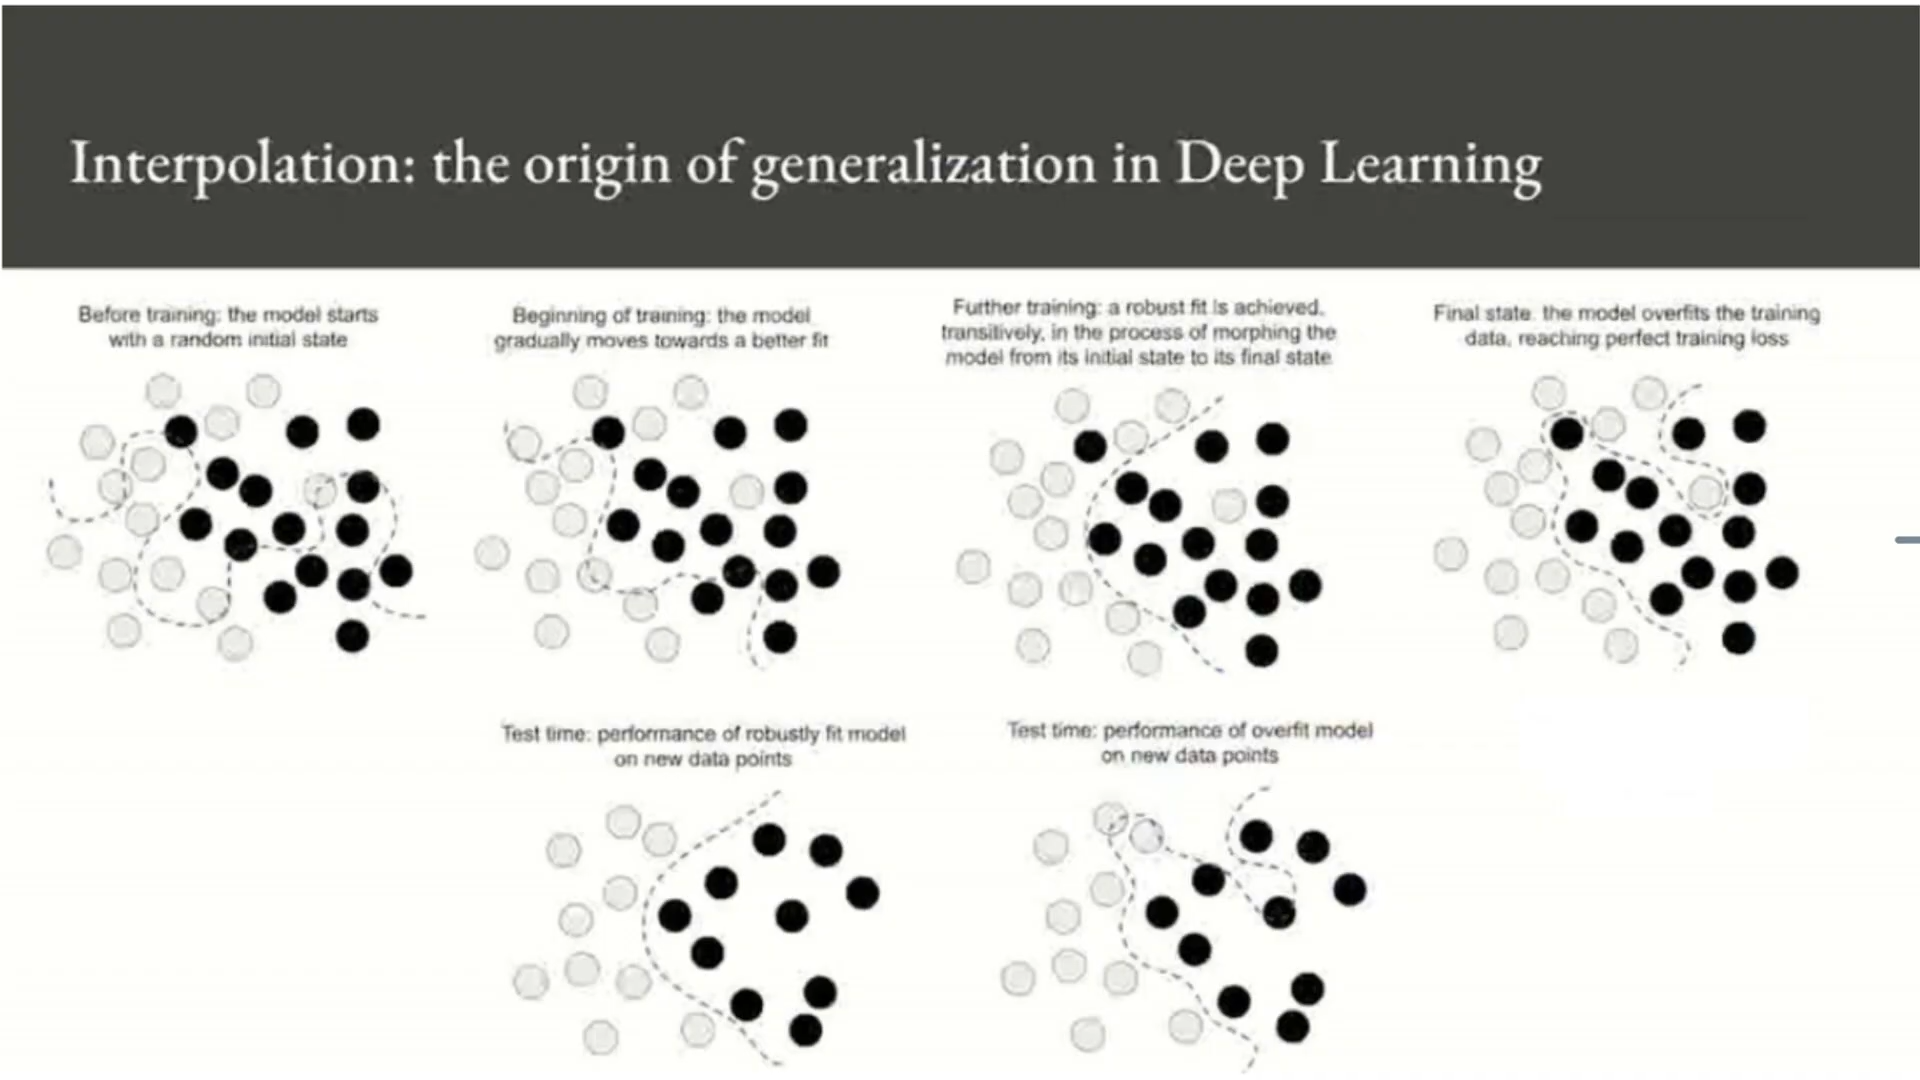 Interpolation: the origin of generalization in Deep Learning
Before training: the model starts
with a random initial state
Beginning of training: the model
gradually moves towards a better fit
Further training: a robust fit is achieved,
transitively, in the process of morphing the
model from its initial state to its final state
Final state: the model overfits the training
data, reaching perfect training loss
Test time: performance of robustly fit model
on new data points
Test time: performance of overfit model
on new data points